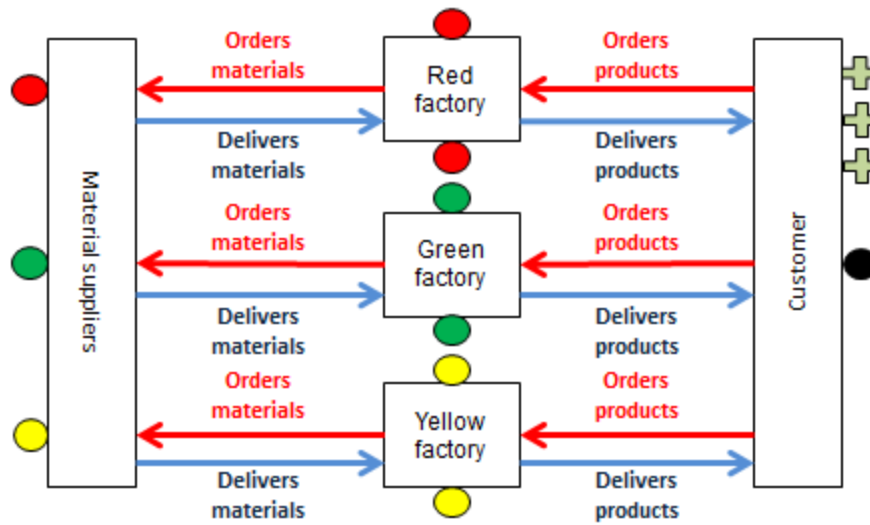 Orders
materials
Red
factory
Orders
products
Delivers
materials
Delivers
products
Material suppliers
Orders
materials
Green
factory
Orders
products
Customer
Delivers
materials
Delivers
products
Orders
materials
Yellow
factory
Orders
products
Delivers
materials
Delivers
products